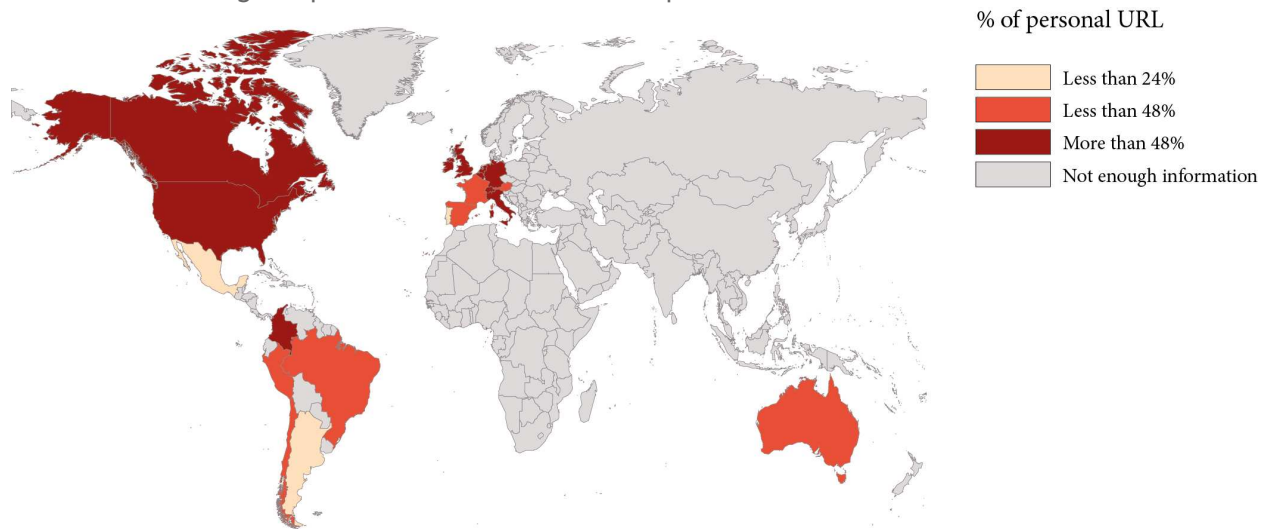 % of personal URL
Less than 24%
Less than 48%
More than 48%
Not enough information